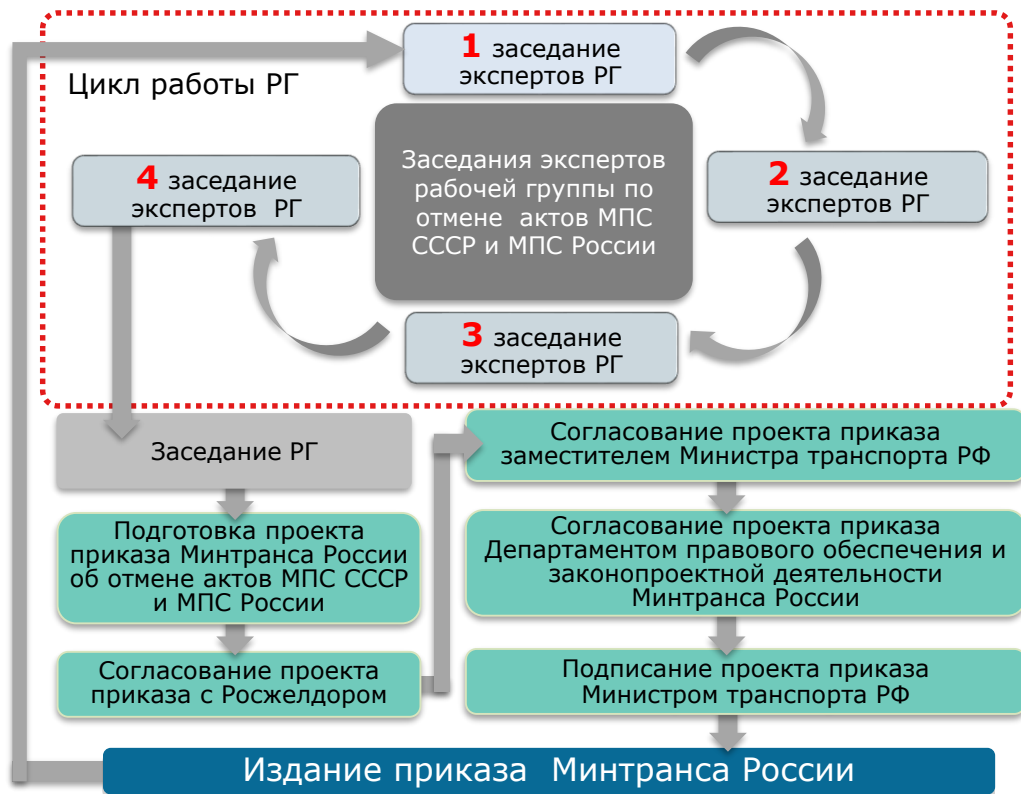 Цикл работы РГ
1 заседание
экспертов РГ
Заседания экспертов
рабочей группы по
отмене актов МПС
СССР и МПС России
2 заседание
экспертов РГ
3 заседание
экспертов РГ
4 заседание
экспертов РГ
Заседание РГ
Подготовка проекта
приказа Минтранса России
об отмене актов МПС СССР
и МПС России
Согласование проекта
приказа с Росжелдором
Согласование проекта приказа
заместителем Министра транспорта РФ
Согласование проекта приказа
Департаментом правового обеспечения и
законопроектной деятельности
Минтранса России
Подписание проекта приказа
Министром транспорта РФ
Издание приказа Минтранса России